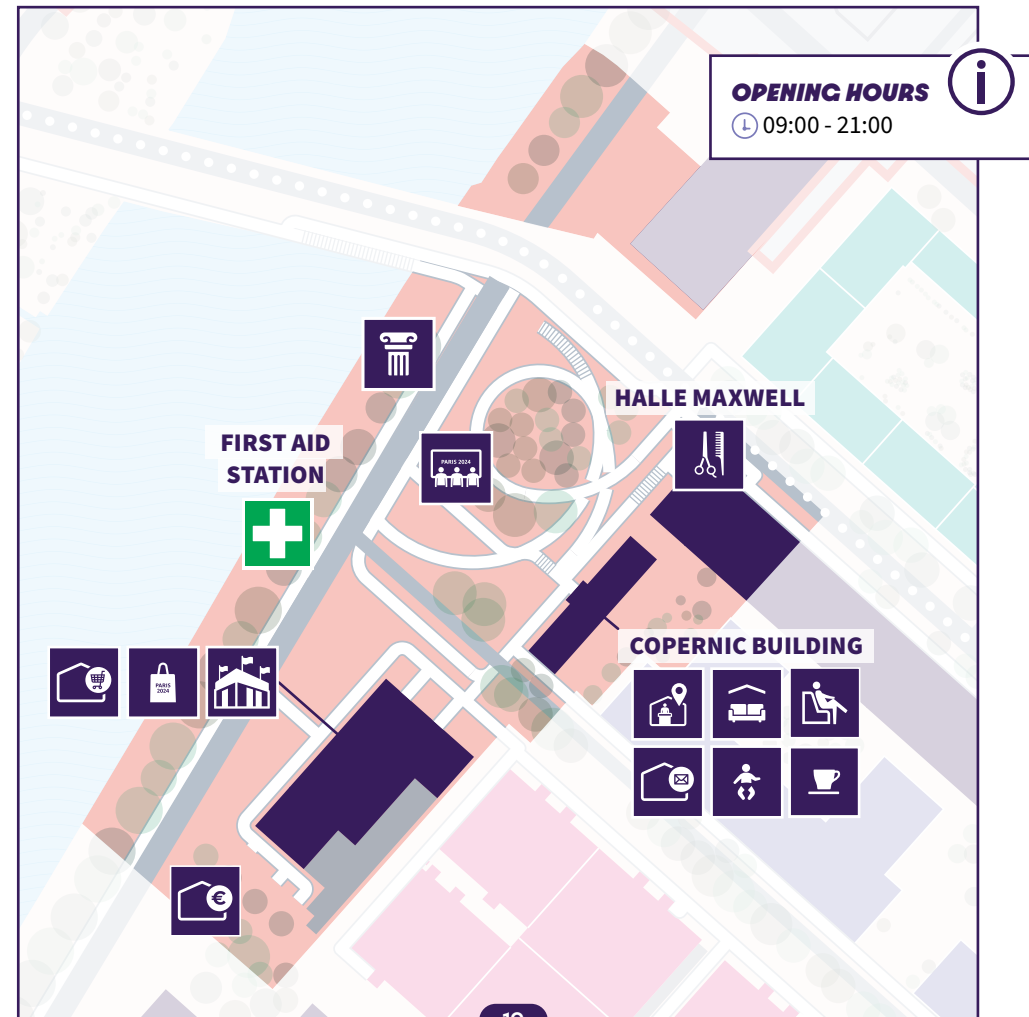 OPENING HOURS
09:00 - 21:00
HALLE MAXWELL
FIRST AID
STATION
PARIS 2024
COPERNIC BUILDING
PARIS
2024